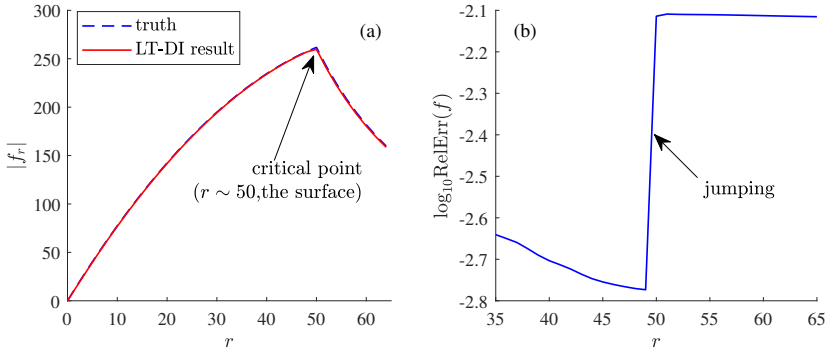 300
250
200
150
100
50
0
|f_r|
truth
LT-DI result
(a)
critical point
(r ∼ 50,the surface)
0 10 20 30 40 50 60
r
-2.1
-2.2
-2.3
-2.4
-2.5
-2.6
-2.7
-2.8
log₁₀RelErr(f)
(b)
jumping
35 40 45 50 55 60 65
r